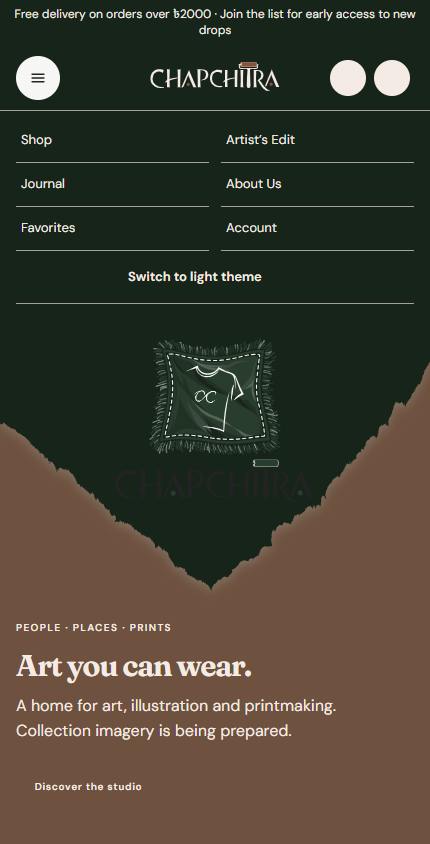 Free delivery on orders over ৳2000 · Join the list for early access to new
drops
CHAPCHITRA
Shop
Artist's Edit
Journal
About Us
Favorites
Account
Switch to light theme
OC
CHAPCHITRA
PEOPLE · PLACES · PRINTS
Art you can wear.
A home for art, illustration and printmaking.
Collection imagery is being prepared.
Discover the studio